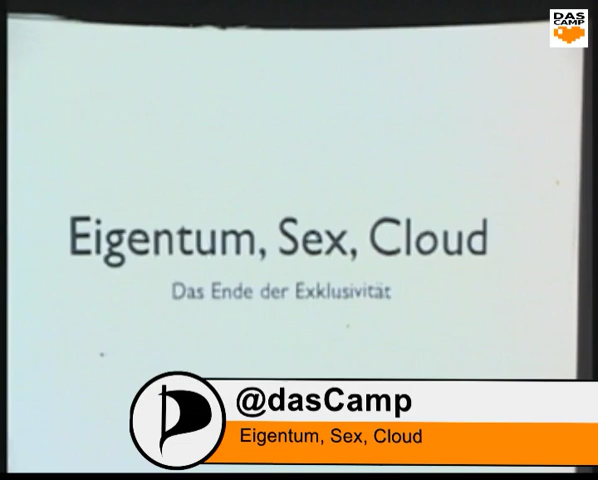 DAS
CAMP
Eigentum, Sex, Cloud
Das Ende der Exklusivität
@dasCamp
Eigentum, Sex, Cloud